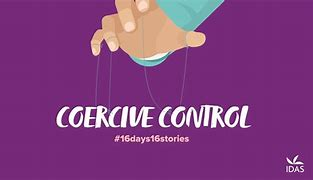 COERCIVE CONTROL
#16days16stories
IDAS